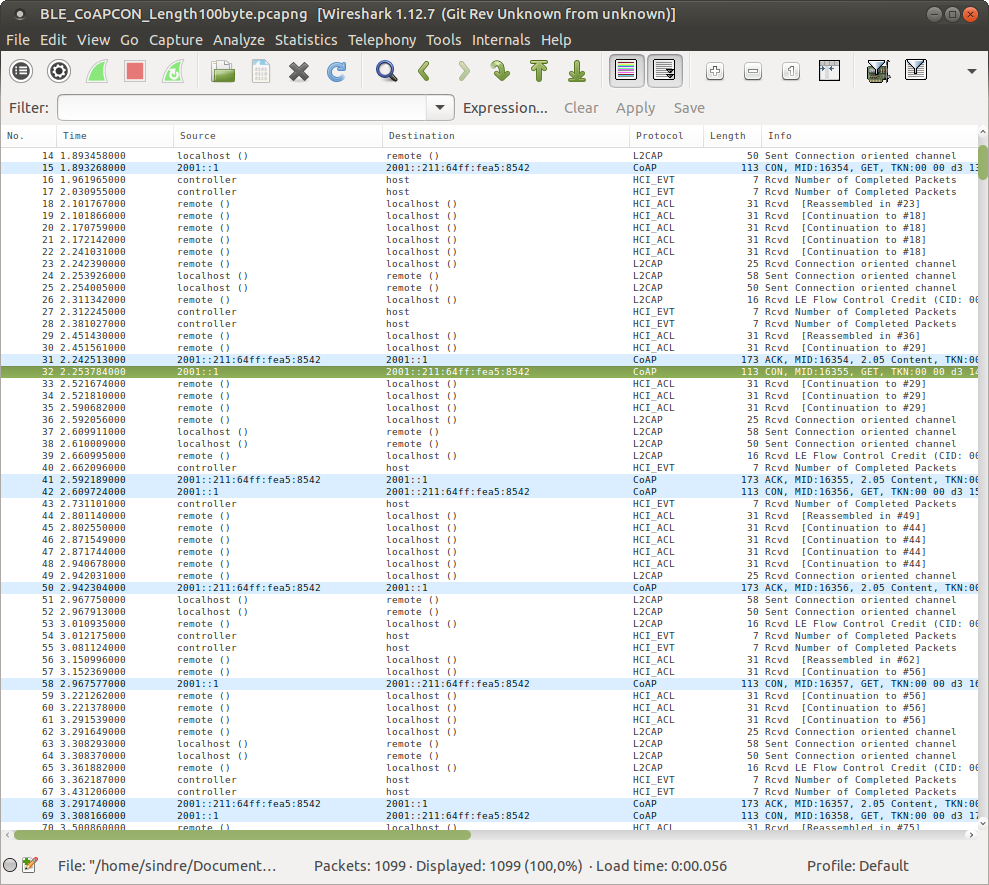 BLE_CoAPCON_Length100byte.pcapng [Wireshark 1.12.7 (Git Rev Unknown from unknown)]
File Edit View Go Capture Analyze Statistics Telephony Tools Internals Help
Filter: Expression... Clear Apply Save
No. Time Source Destination Protocol Length Info
14 1.893458000 localhost () remote () L2CAP 50 Sent Connection oriented channel
15 1.893268000 2001::1 2001::211:64ff:fea5:8542 CoAP 113 CON, MID:16354, GET, TKN:00 00 d3 13
16 1.961965000 controller host HCI_EVT 7 Rcvd Number of Completed Packets
17 2.030955000 controller host HCI_EVT 7 Rcvd Number of Completed Packets
18 2.101767000 remote () localhost () HCI_ACL 31 Rcvd [Reassembled in #23]
19 2.101866000 remote () localhost () HCI_ACL 31 Rcvd [Continuation to #18]
20 2.170759000 remote () localhost () HCI_ACL 31 Rcvd [Continuation to #18]
21 2.172142000 remote () localhost () HCI_ACL 31 Rcvd [Continuation to #18]
22 2.241031000 remote () localhost () HCI_ACL 31 Rcvd [Continuation to #18]
23 2.242390000 remote () localhost () L2CAP 25 Rcvd Connection oriented channel
24 2.253926000 localhost () remote () L2CAP 58 Sent Connection oriented channel
25 2.254005000 localhost () remote () L2CAP 50 Sent Connection oriented channel
26 2.311342000 remote () localhost () L2CAP 16 Rcvd LE Flow Control Credit (CID: 00
27 2.312245000 controller host HCI_EVT 7 Rcvd Number of Completed Packets
28 2.381027000 controller host HCI_EVT 7 Rcvd Number of Completed Packets
29 2.451430000 remote () localhost () HCI_ACL 31 Rcvd [Reassembled in #36]
30 2.451561000 remote () localhost () HCI_ACL 31 Rcvd [Continuation to #29]
31 2.242513000 2001::211:64ff:fea5:8542 2001::1 CoAP 173 ACK, MID:16354, 2.05 Content, TKN:00
32 2.253784000 2001::1 2001::211:64ff:fea5:8542 CoAP 113 CON, MID:16355, GET, TKN:00 00 d3 14
33 2.521674000 remote () localhost () HCI_ACL 31 Rcvd [Continuation to #29]
34 2.521810000 remote () localhost () HCI_ACL 31 Rcvd [Continuation to #29]
35 2.590682000 remote () localhost () HCI_ACL 31 Rcvd [Continuation to #29]
36 2.592056000 remote () localhost () L2CAP 25 Rcvd Connection oriented channel
37 2.609911000 localhost () remote () L2CAP 58 Sent Connection oriented channel
38 2.610009000 localhost () remote () L2CAP 50 Sent Connection oriented channel
39 2.660995000 remote () localhost () L2CAP 16 Rcvd LE Flow Control Credit (CID: 00
40 2.662096000 controller host HCI_EVT 7 Rcvd Number of Completed Packets
41 2.592189000 2001::211:64ff:fea5:8542 2001::1 CoAP 173 ACK, MID:16355, 2.05 Content, TKN:00
42 2.609724000 2001::1 2001::211:64ff:fea5:8542 CoAP 113 CON, MID:16356, GET, TKN:00 00 d3 15
43 2.731101000 controller host HCI_EVT 7 Rcvd Number of Completed Packets
44 2.801140000 remote () localhost () HCI_ACL 31 Rcvd [Reassembled in #49]
45 2.802550000 remote () localhost () HCI_ACL 31 Rcvd [Continuation to #44]
46 2.871549000 remote () localhost () HCI_ACL 31 Rcvd [Continuation to #44]
47 2.871744000 remote () localhost () HCI_ACL 31 Rcvd [Continuation to #44]
48 2.940678000 remote () localhost () HCI_ACL 31 Rcvd [Continuation to #44]
49 2.942031000 remote () localhost () L2CAP 25 Rcvd Connection oriented channel
50 2.942304000 2001::211:64ff:fea5:8542 2001::1 CoAP 173 ACK, MID:16356, 2.05 Content, TKN:00
51 2.967750000 localhost () remote () L2CAP 58 Sent Connection oriented channel
52 2.967913000 localhost () remote () L2CAP 50 Sent Connection oriented channel
53 3.010935000 remote () localhost () L2CAP 16 Rcvd LE Flow Control Credit (CID: 00
54 3.012175000 controller host HCI_EVT 7 Rcvd Number of Completed Packets
55 3.081124000 controller host HCI_EVT 7 Rcvd Number of Completed Packets
56 3.150996000 remote () localhost () HCI_ACL 31 Rcvd [Reassembled in #62]
57 3.152369000 remote () localhost () HCI_ACL 31 Rcvd [Continuation to #56]
58 2.967577000 2001::1 2001::211:64ff:fea5:8542 CoAP 113 CON, MID:16357, GET, TKN:00 00 d3 16
59 3.221262000 remote () localhost () HCI_ACL 31 Rcvd [Continuation to #56]
60 3.221378000 remote () localhost () HCI_ACL 31 Rcvd [Continuation to #56]
61 3.291539000 remote () localhost () HCI_ACL 31 Rcvd [Continuation to #56]
62 3.291649000 remote () localhost () L2CAP 25 Rcvd Connection oriented channel
63 3.308293000 localhost () remote () L2CAP 58 Sent Connection oriented channel
64 3.308370000 localhost () remote () L2CAP 50 Sent Connection oriented channel
65 3.361882000 remote () localhost () L2CAP 16 Rcvd LE Flow Control Credit (CID: 00
66 3.362187000 controller host HCI_EVT 7 Rcvd Number of Completed Packets
67 3.431206000 controller host HCI_EVT 7 Rcvd Number of Completed Packets
68 3.291740000 2001::211:64ff:fea5:8542 2001::1 CoAP 173 ACK, MID:16357, 2.05 Content, TKN:00
69 3.308166000 2001::1 2001::211:64ff:fea5:8542 CoAP 113 CON, MID:16358, GET, TKN:00 00 d3 17
70 3.500860000 remote () localhost () HCI_ACL 31 Rcvd [Reassembled in #75]
File: "/home/sindre/Document… Packets: 1099 · Displayed: 1099 (100,0%) · Load time: 0:00.056 Profile: Default